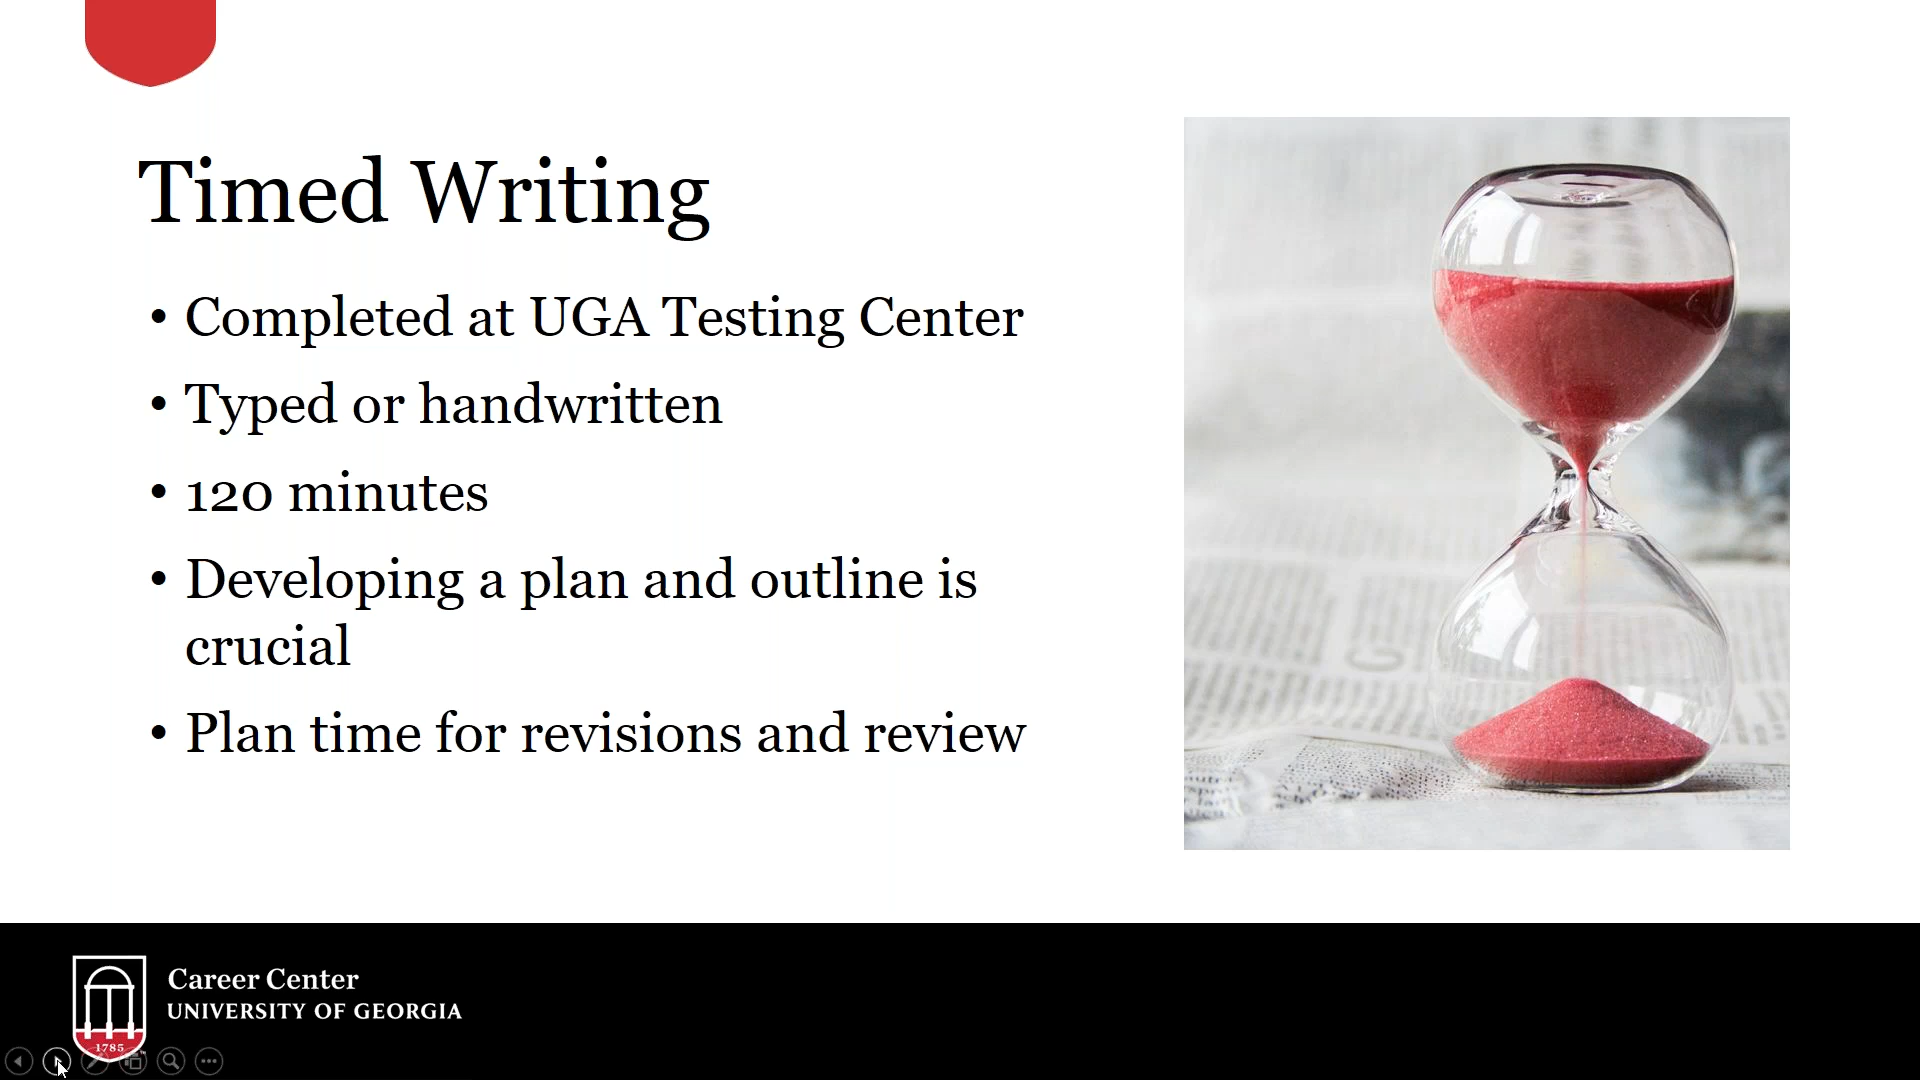 Timed Writing
• Completed at UGA Testing Center
• Typed or handwritten
• 120 minutes
• Developing a plan and outline is
crucial
• Plan time for revisions and review
Career Center
UNIVERSITY OF GEORGIA
1785